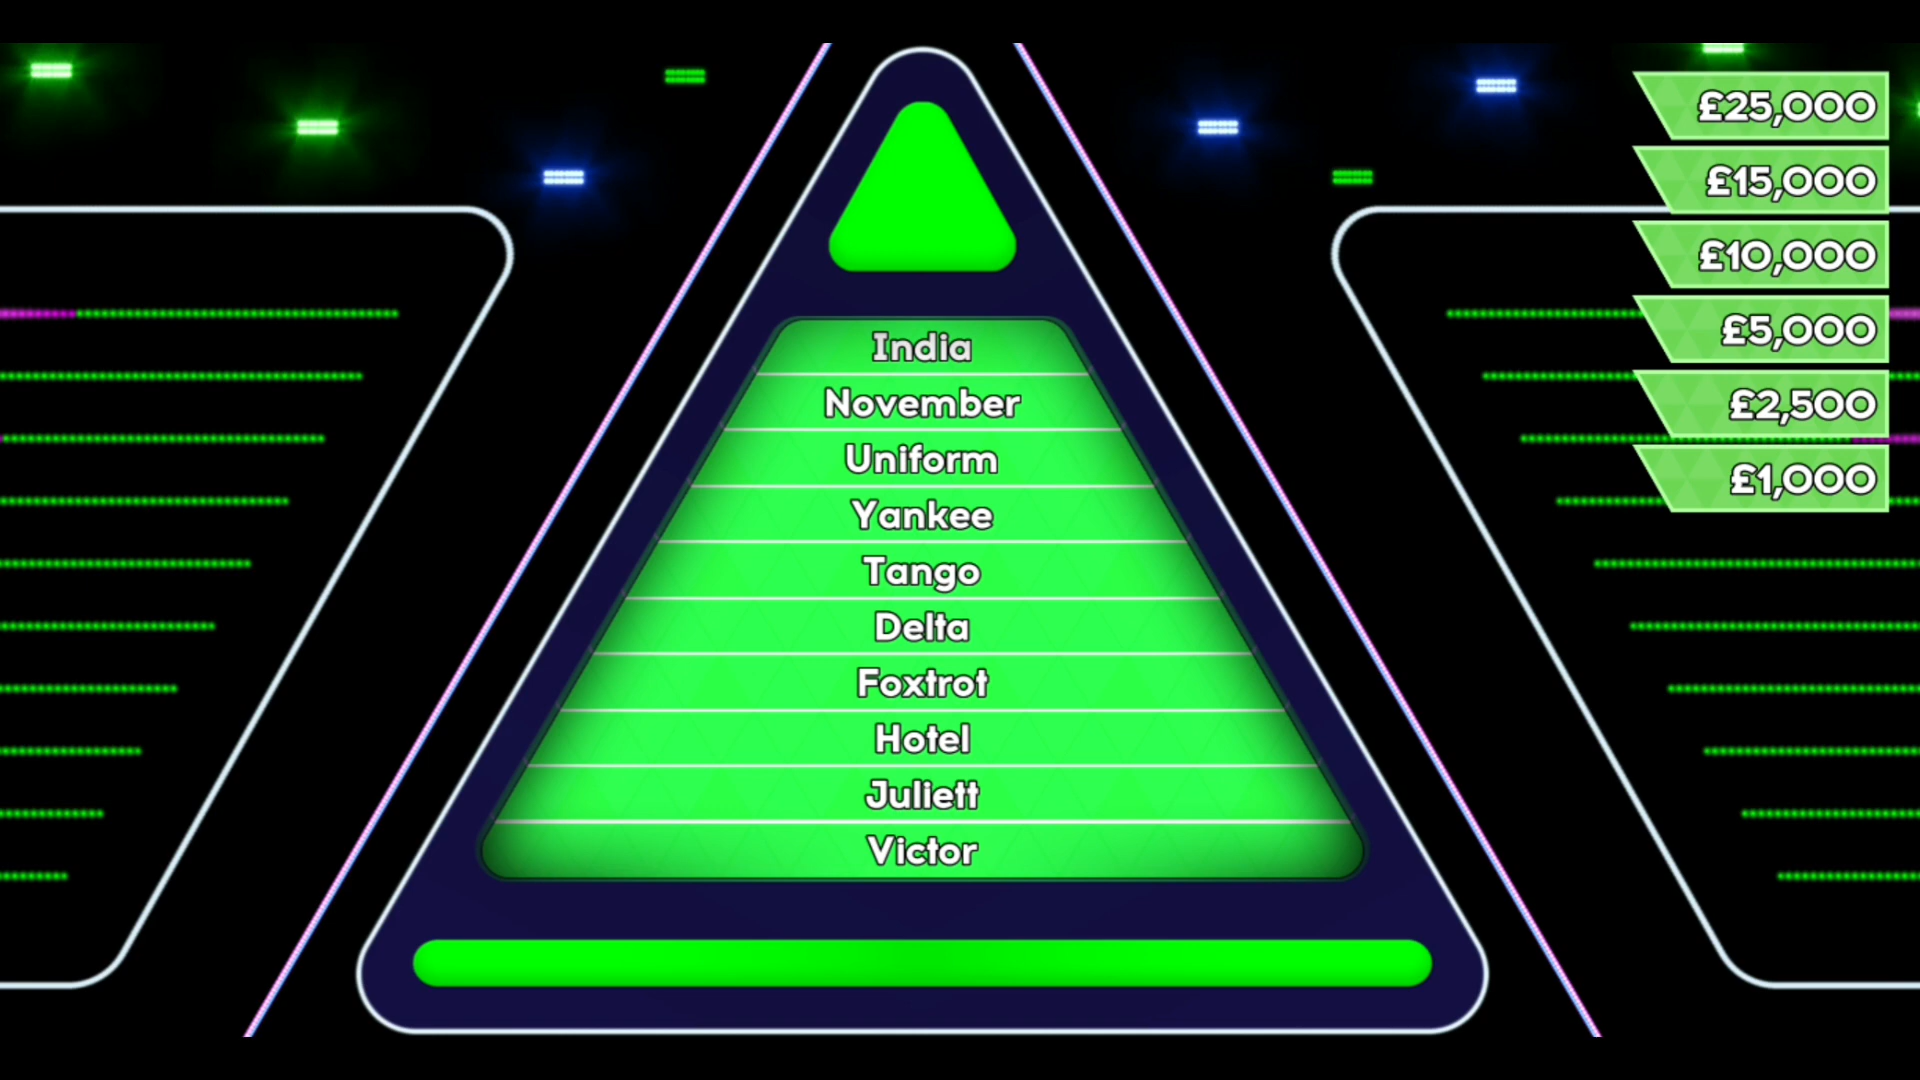 £25,000
£15,000
£10,000
£5,000
£2,500
£1,000
India
November
Uniform
Yankee
Tango
Delta
Foxtrot
Hotel
Juliett
Victor